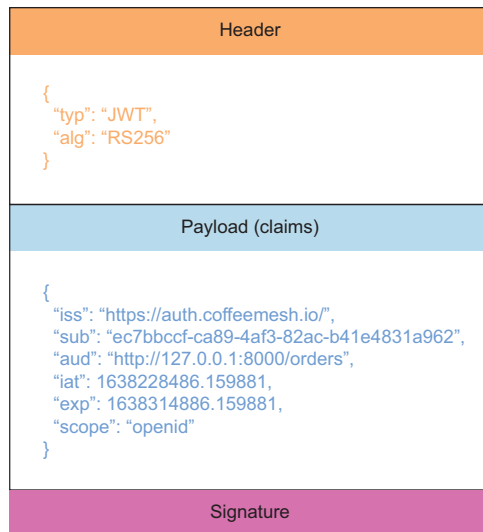 Header
{
“typ”: “JWT”,
“alg”: “RS256”
}
Payload (claims)
{
“iss”: “https://auth.coffeemesh.io/”,
“sub”: “ec7bbccf-ca89-4af3-82ac-b41e4831a962”,
“aud”: “http://127.0.0.1:8000/orders”,
“iat”: 1638228486.159881,
“exp”: 1638314886.159881,
“scope”: “openid”
}
Signature